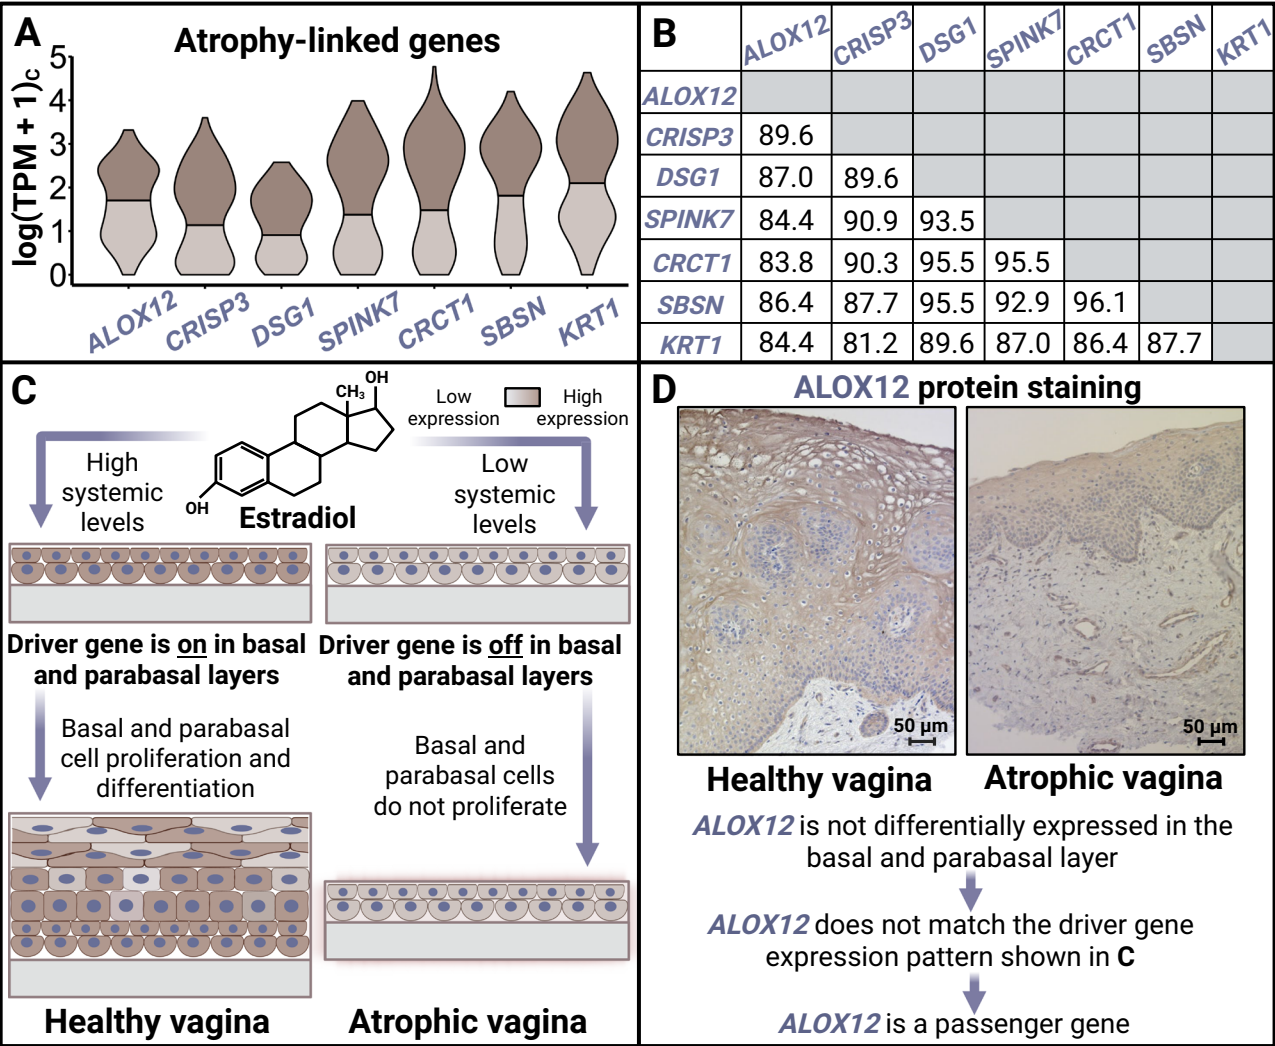 A
Atrophy-linked genes
log(TPM + 1)C
5
4
3
2
1
0
ALOX12 CRISP3 DSG1 SPINK7 CRCT1 SBSN KRT1
B
ALOX12 CRISP3 DSG1 SPINK7 CRCT1 SBSN KRT1
ALOX12
CRISP3 89.6
DSG1 87.0 89.6
SPINK7 84.4 90.9 93.5
CRCT1 83.8 90.3 95.5 95.5
SBSN 86.4 87.7 95.5 92.9 96.1
KRT1 84.4 81.2 89.6 87.0 86.4 87.7
C
OH
CH3
OH
Estradiol
Low
expression
High
expression
High
systemic
levels
Low
systemic
levels
Driver gene is on in basal
and parabasal layers
Driver gene is off in basal
and parabasal layers
Basal and parabasal
cell proliferation and
differentiation
Basal and
parabasal cells
do not proliferate
Healthy vagina
Atrophic vagina
D
ALOX12 protein staining
50 µm
50 µm
Healthy vagina
Atrophic vagina
ALOX12 is not differentially expressed in the
basal and parabasal layer
ALOX12 does not match the driver gene
expression pattern shown in C
ALOX12 is a passenger gene